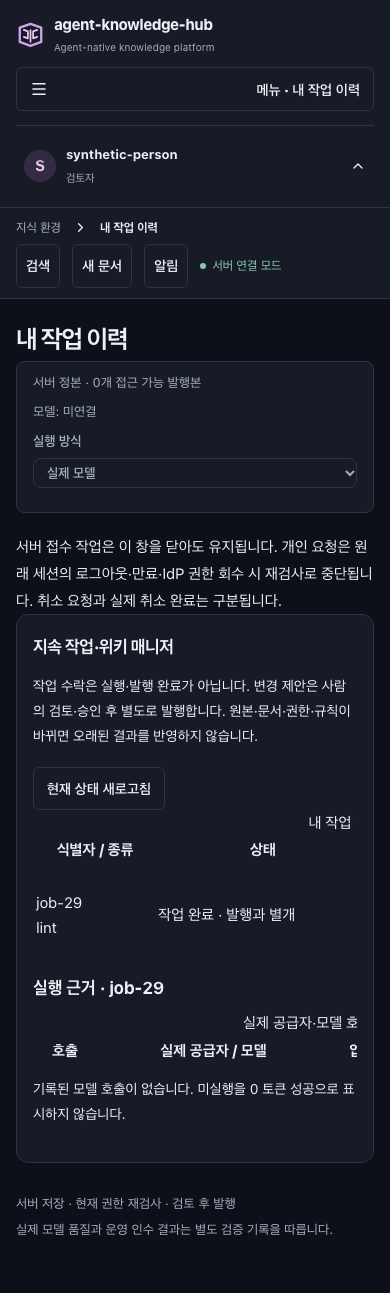 agent-knowledge-hub
Agent-native knowledge platform
메뉴 · 내 작업 이력
S
synthetic-person
검토자
지식 환경
내 작업 이력
검색
새 문서
알림
서버 연결 모드
내 작업 이력
서버 정본 · 0개 접근 가능 발행본
모델: 미연결
실행 방식
실제 모델
서버 접수 작업은 이 창을 닫아도 유지됩니다. 개인 요청은 원
래 세션의 로그아웃·만료·IdP 권한 회수 시 재검사로 중단됩니
다. 취소 요청과 실제 취소 완료는 구분됩니다.
지속 작업·위키 매니저
작업 수락은 실행·발행 완료가 아닙니다. 변경 제안은 사람
의 검토·승인 후 별도로 발행합니다. 원본·문서·권한·규칙이
바뀌면 오래된 결과를 반영하지 않습니다.
현재 상태 새로고침
내 작업
식별자 / 종류
상태
job-29
lint
작업 완료 · 발행과 별개
실행 근거 · job-29
실제 공급자·모델 호
호출
실제 공급자 / 모델
기록된 모델 호출이 없습니다. 미실행을 0 토큰 성공으로 표
시하지 않습니다.
서버 저장 · 현재 권한 재검사 · 검토 후 발행
실제 모델 품질과 운영 인수 결과는 별도 검증 기록을 따릅니다.